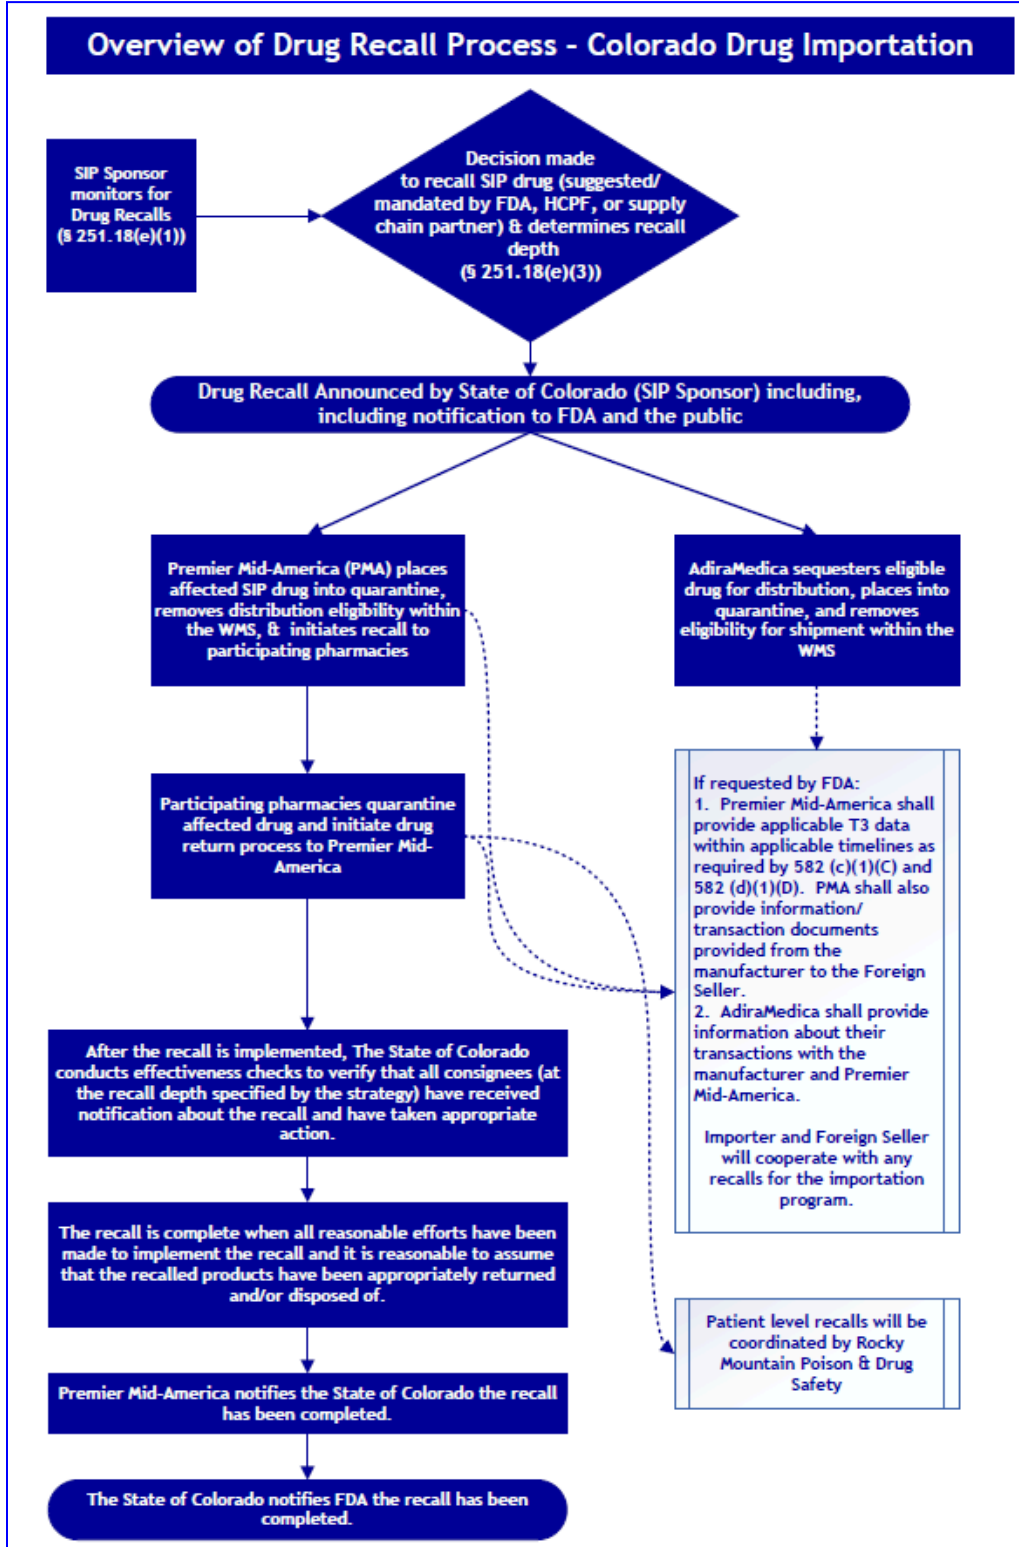 Overview of Drug Recall Process - Colorado Drug Importation
SIP Sponsor
monitors for
Drug Recalls
(§ 251.18(e)(1))
Decision made
to recall SIP drug (suggested/
mandated by FDA, HCPF, or supply
chain partner) & determines recall
depth
(§ 251.18(e)(3))
Drug Recall Announced by State of Colorado (SIP Sponsor) including,
including notification to FDA and the public
Premier Mid-America (PMA) places
affected SIP drug into quarantine,
removes distribution eligibility within
the WMS, & initiates recall to
participating pharmacies
AdiraMedica sequesters eligible
drug for distribution, places into
quarantine, and removes
eligibility for shipment within the
WMS
Participating pharmacies quarantine
affected drug and initiate drug
return process to Premier Mid-
America
If requested by FDA:
1. Premier Mid-America shall
provide applicable T3 data
within applicable timelines as
required by 582 (c)(1)(C) and
582 (d)(1)(D). PMA shall also
provide information/
transaction documents
provided from the
manufacturer to the Foreign
Seller.
2. AdiraMedica shall provide
information about their
transactions with the
manufacturer and Premier
Mid-America.
Importer and Foreign Seller
will cooperate with any
recalls for the importation
program.
After the recall is implemented, The State of Colorado
conducts effectiveness checks to verify that all consignees (at
the recall depth specified by the strategy) have received
notification about the recall and have taken appropriate
action.
The recall is complete when all reasonable efforts have been
made to implement the recall and it is reasonable to assume
that the recalled products have been appropriately returned
and/or disposed of.
Patient level recalls will be
coordinated by Rocky
Mountain Poison & Drug
Safety
Premier Mid-America notifies the State of Colorado the recall
has been completed.
The State of Colorado notifies FDA the recall has been
completed.